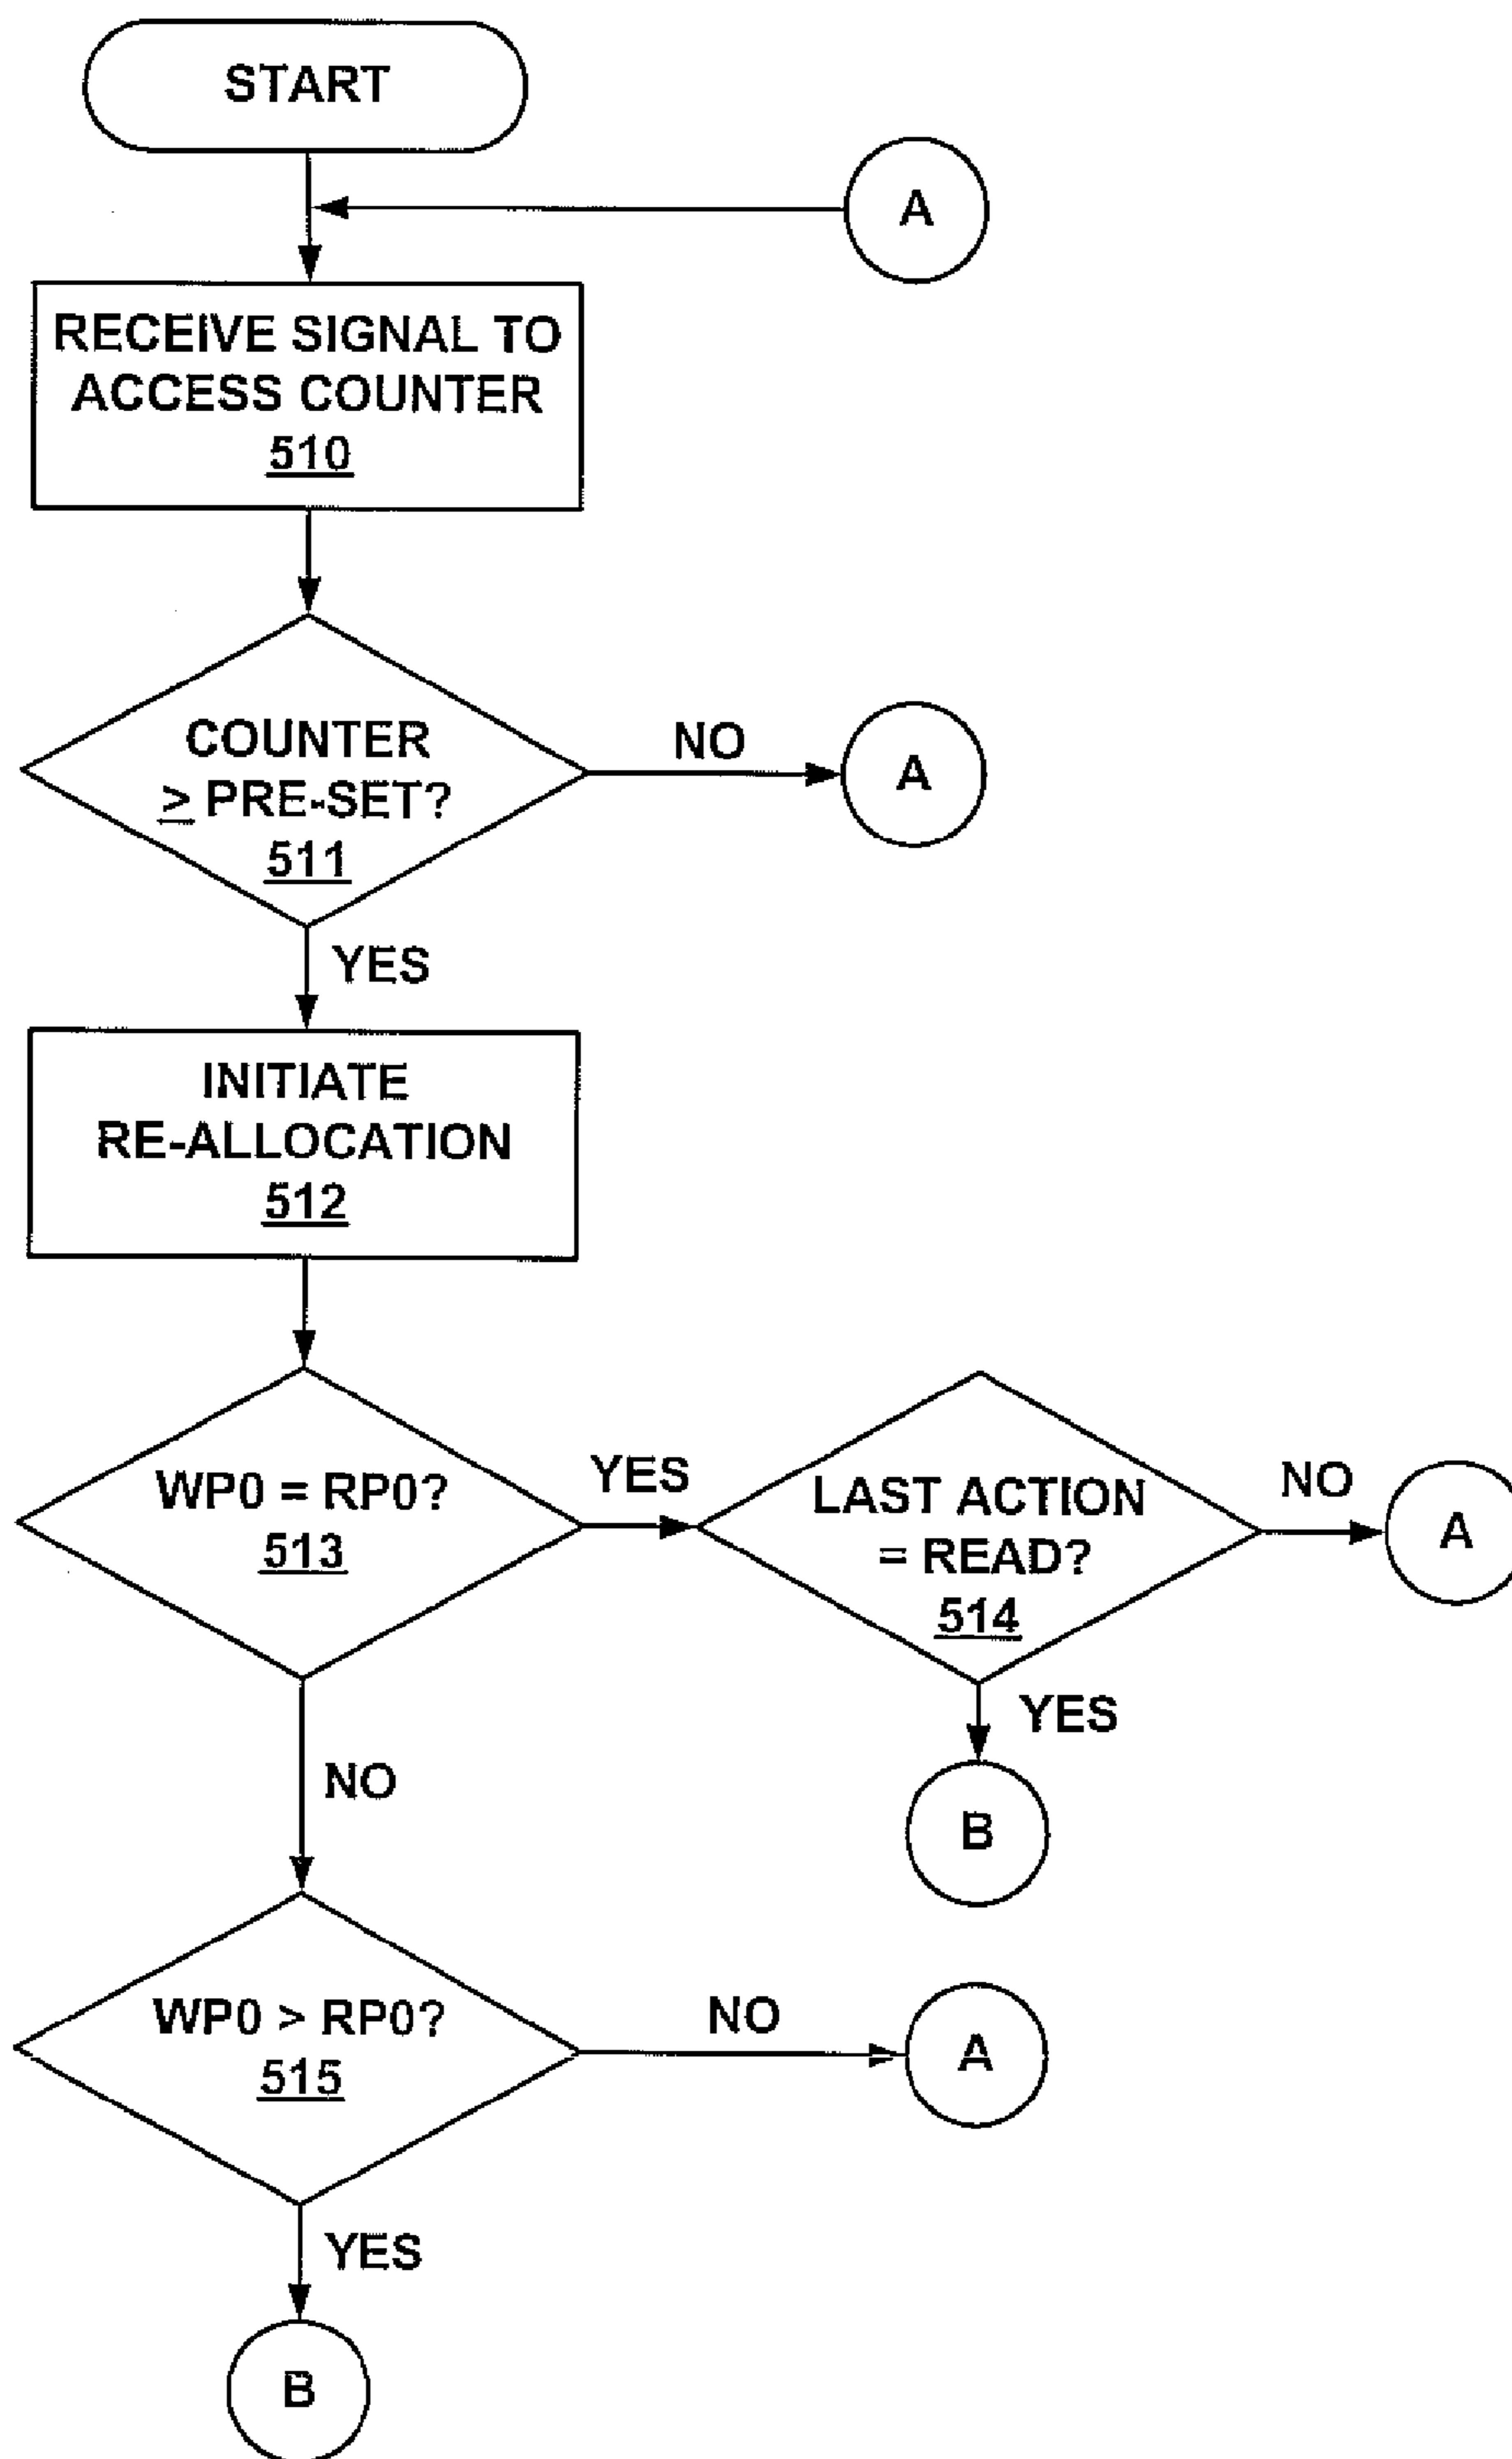 START
A
RECEIVE SIGNAL TO
ACCESS COUNTER
510
COUNTER
≥ PRE-SET?
511
NO
A
YES
INITIATE
RE-ALLOCATION
512
WP0 = RP0?
513
YES
LAST ACTION
= READ?
514
NO
A
YES
B
NO
WP0 > RP0?
515
NO
A
YES
B